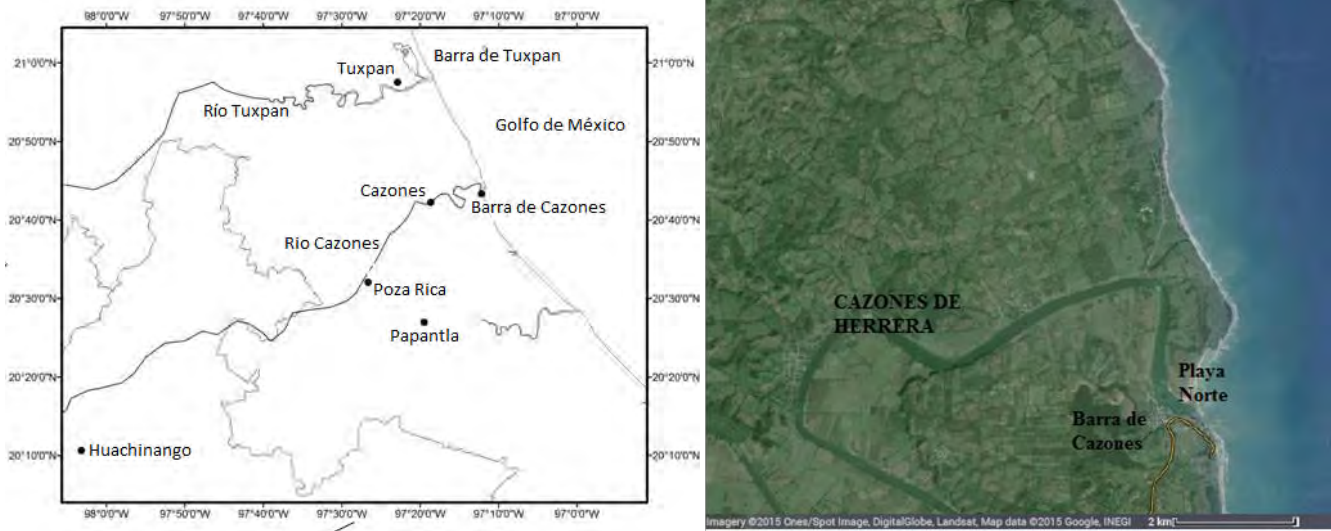 98°0'0"W 97°50'0"W 97°40'0"W 97°30'0"W 97°20'0"W 97°10'0"W 97°0'0"W
21°0'0"N
20°50'0"N
20°40'0"N
20°30'0"N
20°20'0"N
20°10'0"N
Barra de Tuxpan
Tuxpan
Río Tuxpan
Golfo de México
Cazones
Barra de Cazones
Rio Cazones
Poza Rica
Papantla
Huachinango
21°0'0"N
20°50'0"N
20°40'0"N
20°30'0"N
20°20'0"N
20°10'0"N
98°0'0"W 97°50'0"W 97°40'0"W 97°30'0"W 97°20'0"W 97°10'0"W 97°0'0"W
CAZONES DE
HERRERA
Playa
Norte
Barra de
Cazones
Imagery ©2015 Cnes/Spot Image, DigitalGlobe, Landsat, Map data ©2015 Google, INEGI
2 km